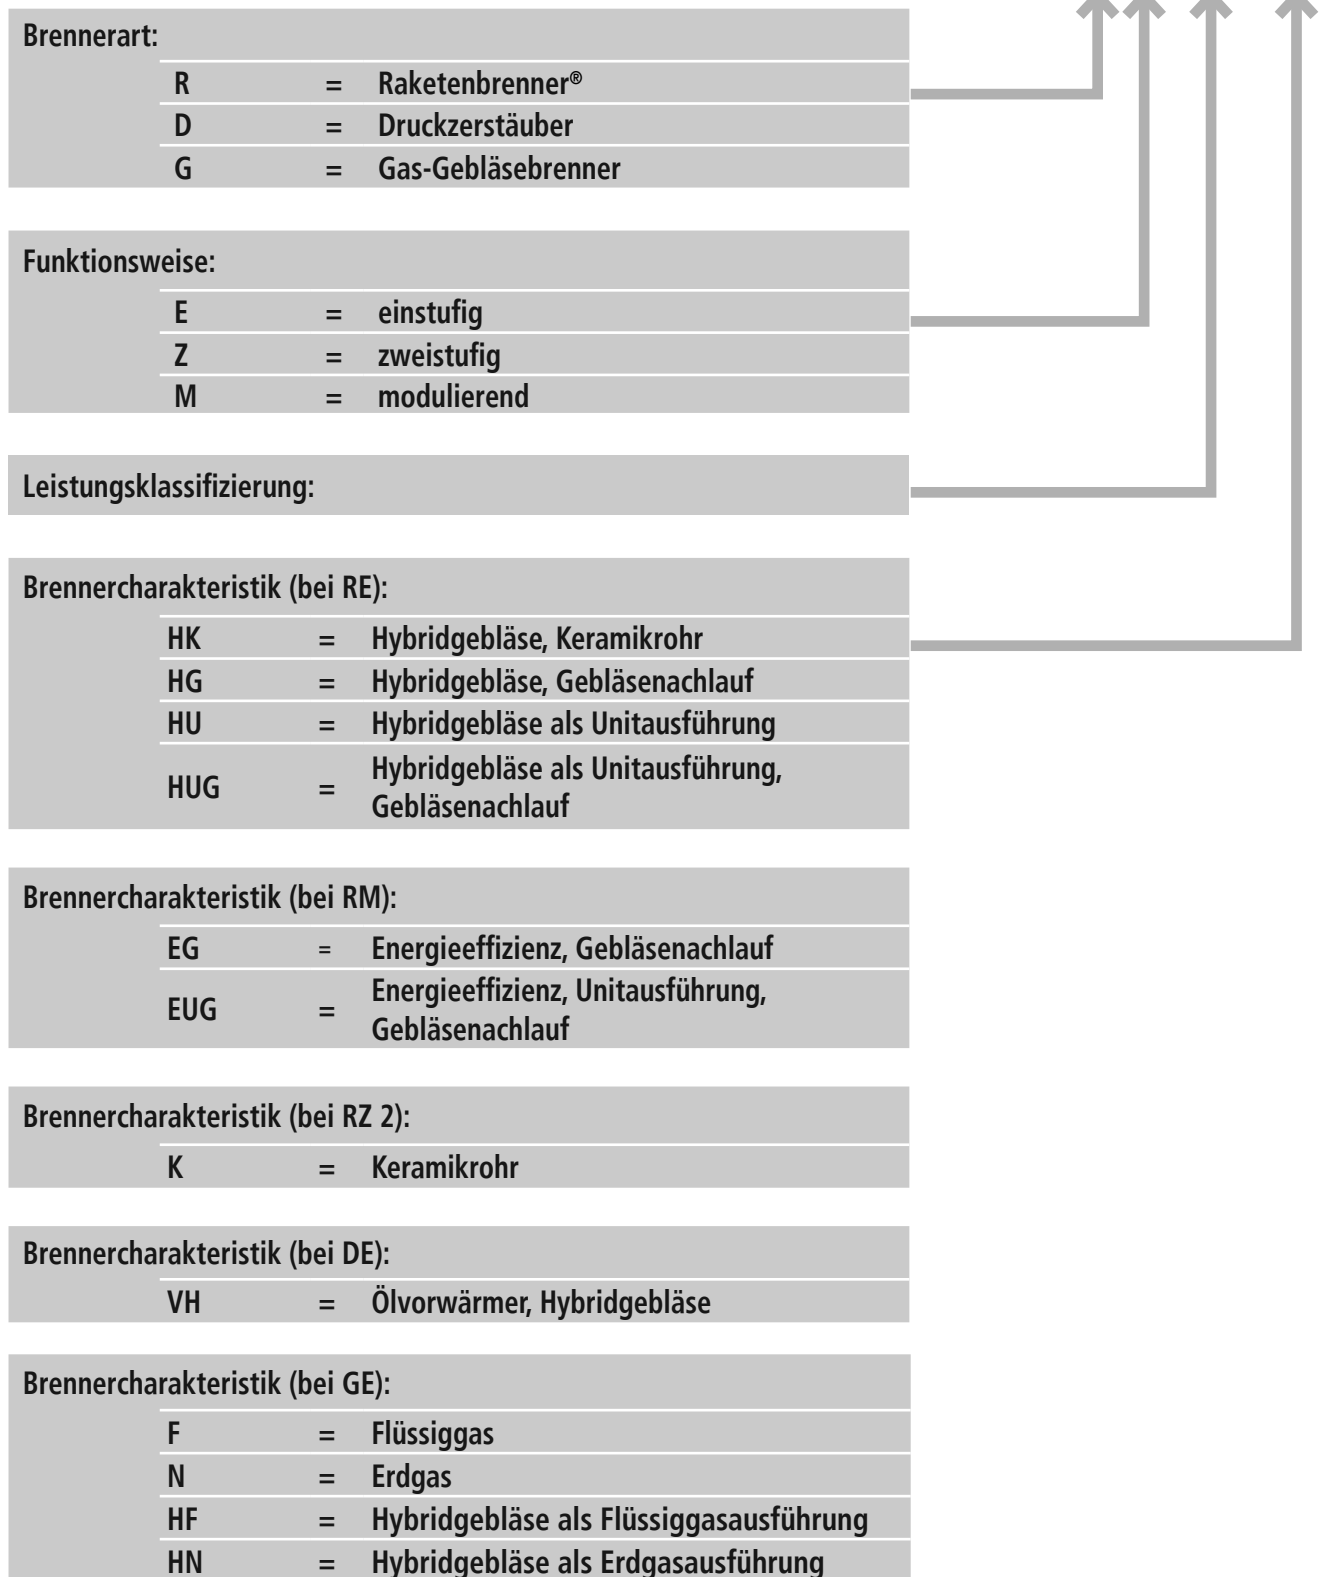 Brennerart:
R = Raketenbrenner®
D = Druckzerstäuber
G = Gas-Gebläsebrenner
Funktionsweise:
E = einstufig
Z = zweistufig
M = modulierend
Leistungsklassifizierung:
Brennercharakteristik (bei RE):
HK = Hybridgebläse, Keramikrohr
HG = Hybridgebläse, Gebläsenachlauf
HU = Hybridgebläse als Unitausführung
HUG = Hybridgebläse als Unitausführung,
Gebläsenachlauf
Brennercharakteristik (bei RM):
EG = Energieeffizienz, Gebläsenachlauf
EUG = Energieeffizienz, Unitausführung,
Gebläsenachlauf
Brennercharakteristik (bei RZ 2):
K = Keramikrohr
Brennercharakteristik (bei DE):
VH = Ölvorwärmer, Hybridgebläse
Brennercharakteristik (bei GE):
F = Flüssiggas
N = Erdgas
HF = Hybridgebläse als Flüssiggasausführung
HN = Hybridgebläse als Erdgasausführung